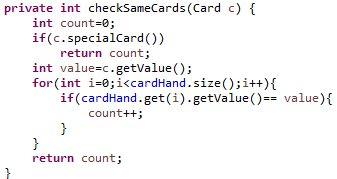 private int checkSameCards(Card c) {
    int count=0;
    if(c.specialCard())
        return count;
    int value=c.getValue();
    for(int i=0;i<cardHand.size();i++){
        if(cardHand.get(i).getValue()== value){
            count++;
        }
    }
    return count;
}